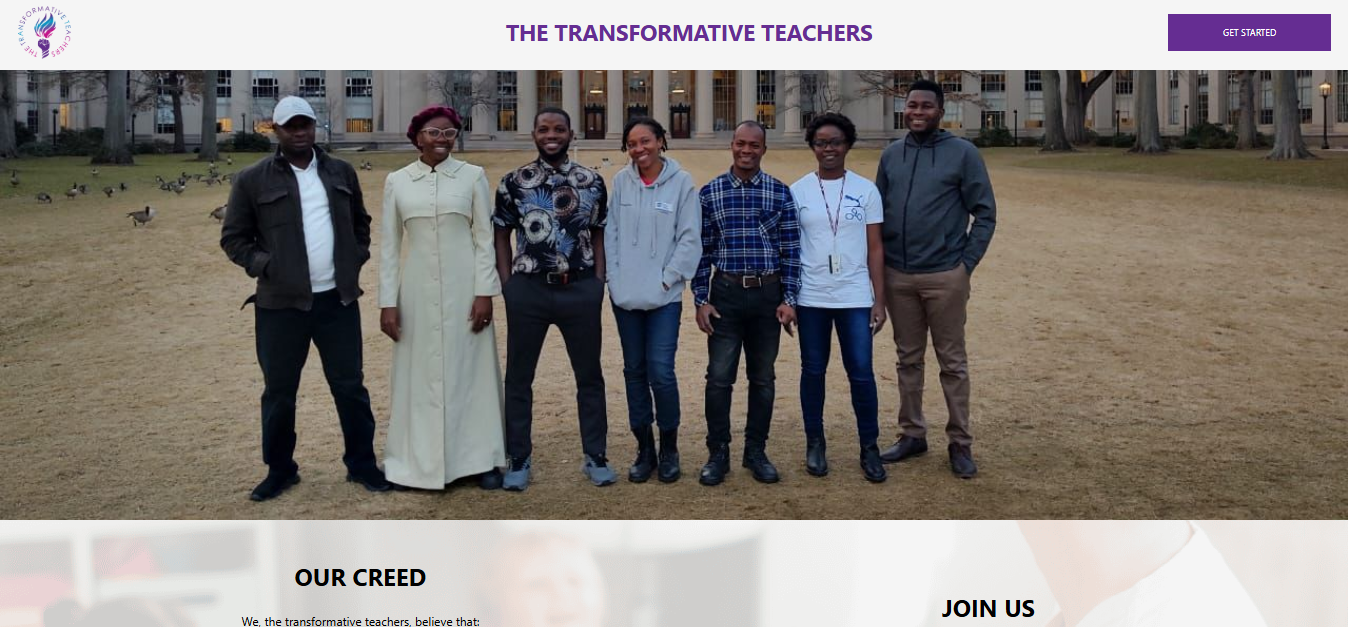 THE TRANSFORMATIVE TEACHERS
THE TRANSFORMATIVE TEACHERS
GET STARTED
OUR CREED
We, the transformative teachers, believe that:
JOIN US